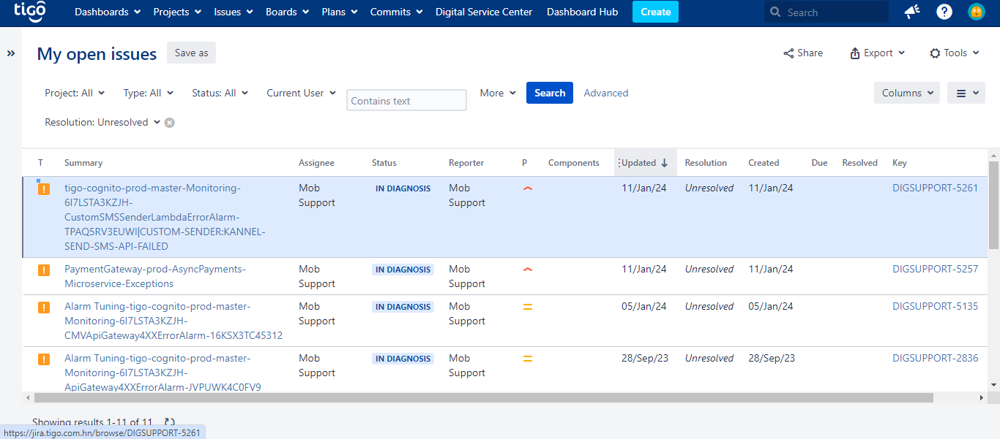 tigo
Dashboards Projects Issues Boards Plans Commits Digital Service Center Dashboard Hub Create Search
My open issues Save as Share Export Tools
Project: All Type: All Status: All Current User Contains text More Search Advanced Columns
Resolution: Unresolved
T Summary Assignee Status Reporter P Components Updated Resolution Created Due Resolved Key
tigo-cognito-prod-master-Monitoring- Mob IN DIAGNOSIS Mob 11/Jan/24 Unresolved 11/Jan/24 DIGSUPPORT-5261
6I7LSTA3KZJH- Support Support
CustomSMSSenderLambdaErrorAlarm-
TPAQ5RV3EUWI|CUSTOM-SENDER:KANNEL-
SEND-SMS-API-FAILED
PaymentGateway-prod-AsyncPayments- Mob IN DIAGNOSIS Mob 11/Jan/24 Unresolved 11/Jan/24 DIGSUPPORT-5257
Microservice-Exceptions Support Support
Alarm Tuning-tigo-cognito-prod-master- Mob IN DIAGNOSIS Mob 05/Jan/24 Unresolved 05/Jan/24 DIGSUPPORT-5135
Monitoring-6I7LSTA3KZJH- Support Support
CMVApiGateway4XXErrorAlarm-16KSX3TC45312
Alarm Tuning-tigo-cognito-prod-master- Mob IN DIAGNOSIS Mob 28/Sep/23 Unresolved 28/Sep/23 DIGSUPPORT-2836
Monitoring-6I7LSTA3KZJH- Support Support
ApiGateway4XXErrorAlarm-JVPUWK4C0FV9
Showing results 1-11 of 11
https://jira.tigo.com.hn/browse/DIGSUPPORT-5261